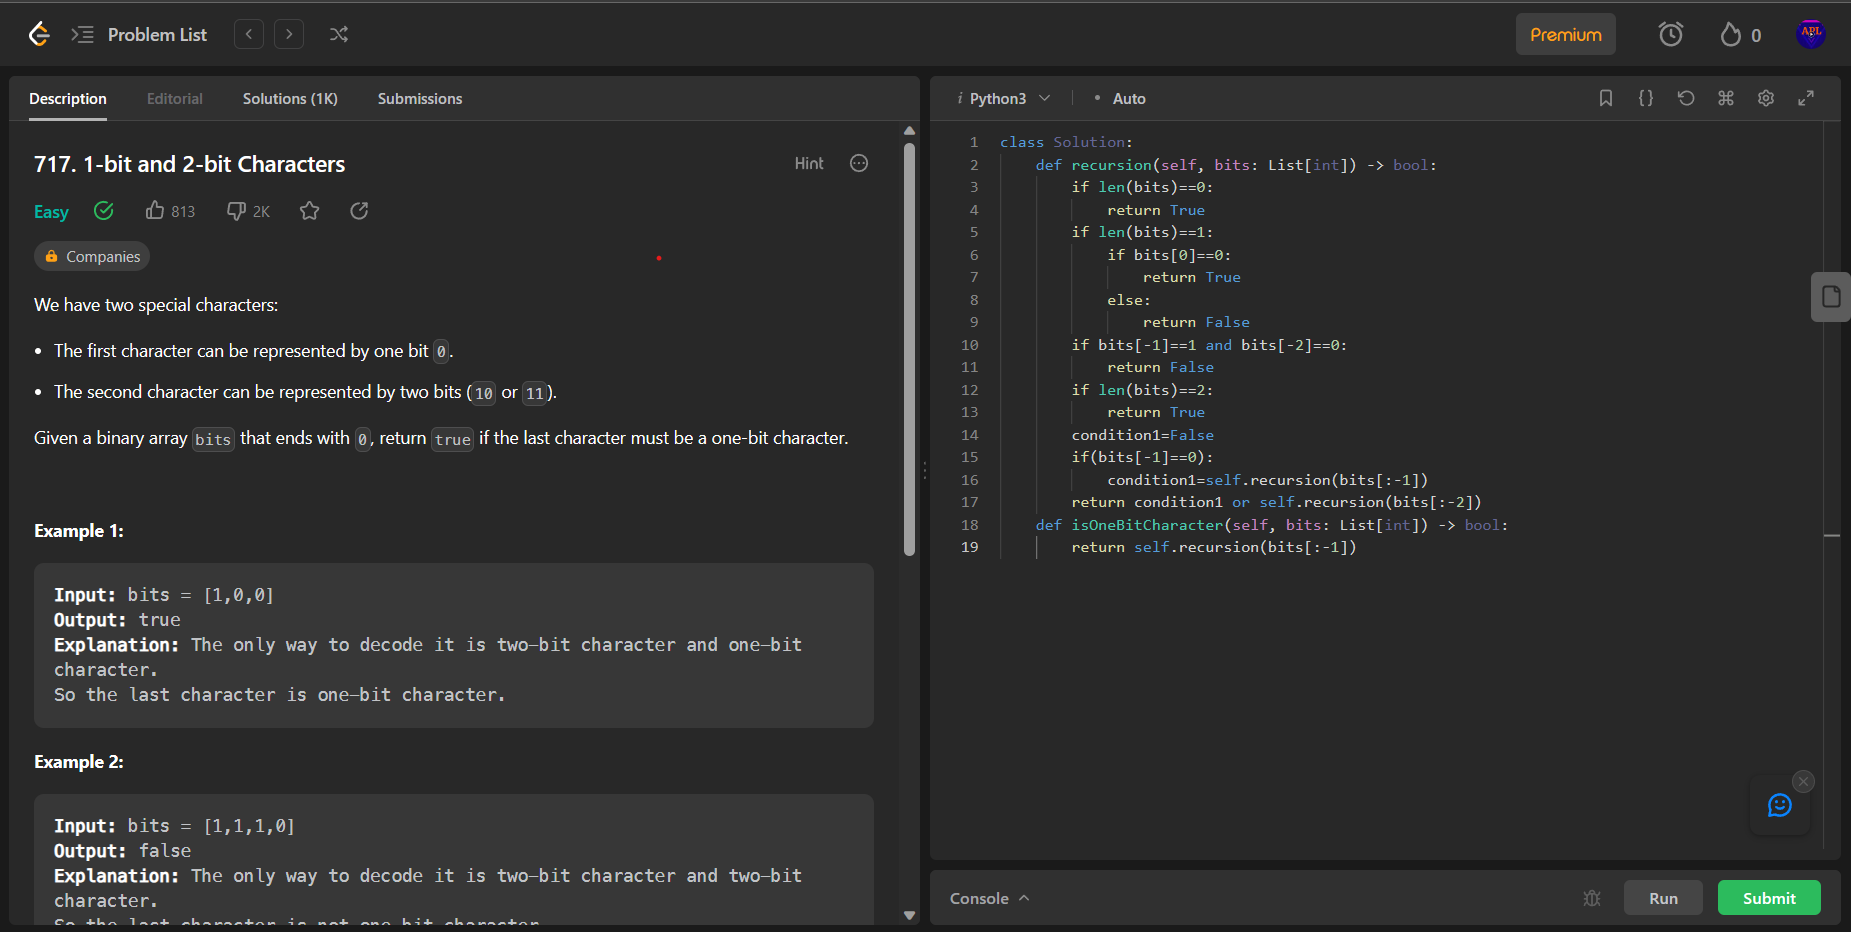 Problem List
Premium
0
APL
Description Editorial Solutions (1K) Submissions
717. 1-bit and 2-bit Characters
Hint
Easy 813 2K
Companies
We have two special characters:
• The first character can be represented by one bit 0.
• The second character can be represented by two bits (10 or 11).
Given a binary array bits that ends with 0, return true if the last character must be a one-bit character.
Example 1:
Input: bits = [1,0,0]
Output: true
Explanation: The only way to decode it is two-bit character and one-bit
character.
So the last character is one-bit character.
Example 2:
Input: bits = [1,1,1,0]
Output: false
Explanation: The only way to decode it is two-bit character and two-bit
character.
So the last character is not one-bit character.
i Python3 • Auto
1 class Solution:
2 def recursion(self, bits: List[int]) -> bool:
3 if len(bits)==0:
4 return True
5 if len(bits)==1:
6 if bits[0]==0:
7 return True
8 else:
9 return False
10 if bits[-1]==1 and bits[-2]==0:
11 return False
12 if len(bits)==2:
13 return True
14 condition1=False
15 if(bits[-1]==0):
16 condition1=self.recursion(bits[:-1])
17 return condition1 or self.recursion(bits[:-2])
18 def isOneBitCharacter(self, bits: List[int]) -> bool:
19 return self.recursion(bits[:-1])
Console
Run
Submit